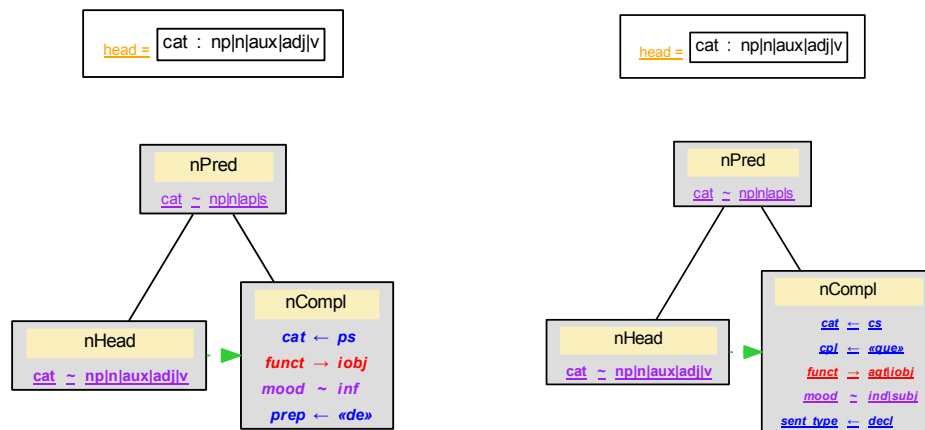 head = cat : np|n|aux|adj|v
nPred
cat ~ np|n|ap|s
nHead
cat ~ np|n|aux|adj|v
nCompl
cat ← ps
funct → iobj
mood ~ inf
prep ← «de»
head = cat : np|n|aux|adj|v
nPred
cat ~ np|n|ap|s
nHead
cat ~ np|n|aux|adj|v
nCompl
cat ← cs
cpl ← «que»
funct → agt|iobj
mood ~ ind|subj
sent_type ← decl